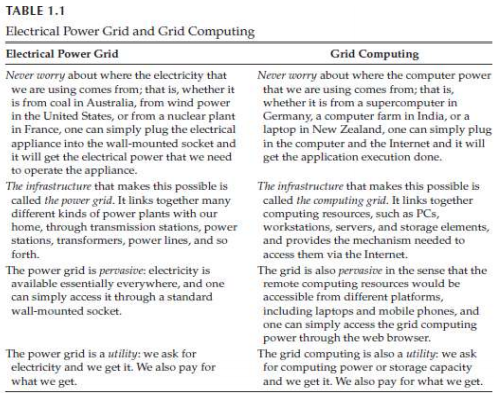 TABLE 1.1
Electrical Power Grid and Grid Computing
Electrical Power Grid
Never worry about where the electricity that
we are using comes from; that is, whether it
is from coal in Australia, from wind power
in the United States, or from a nuclear plant
in France, one can simply plug the electrical
appliance into the wall-mounted socket and
it will get the electrical power that we need
to operate the appliance.
The infrastructure that makes this possible is
called the power grid. It links together many
different kinds of power plants with our
home, through transmission stations, power
stations, transformers, power lines, and so
forth.
The power grid is pervasive: electricity is
available essentially everywhere, and one
can simply access it through a standard
wall-mounted socket.
The power grid is a utility: we ask for
electricity and we get it. We also pay for
what we get.
Grid Computing
Never worry about where the computer power
that we are using comes from; that is,
whether it is from a supercomputer in
Germany, a computer farm in India, or a
laptop in New Zealand, one can simply plug
in the computer and the Internet and it will
get the application execution done.
The infrastructure that makes this possible is
called the computing grid. It links together
computing resources, such as PCs,
workstations, servers, and storage elements,
and provides the mechanism needed to
access them via the Internet.
The grid is also pervasive in the sense that the
remote computing resources would be
accessible from different platforms,
including laptops and mobile phones, and
one can simply access the grid computing
power through the web browser.
The grid computing is also a utility: we ask
for computing power or storage capacity
and we get it. We also pay for what we get.